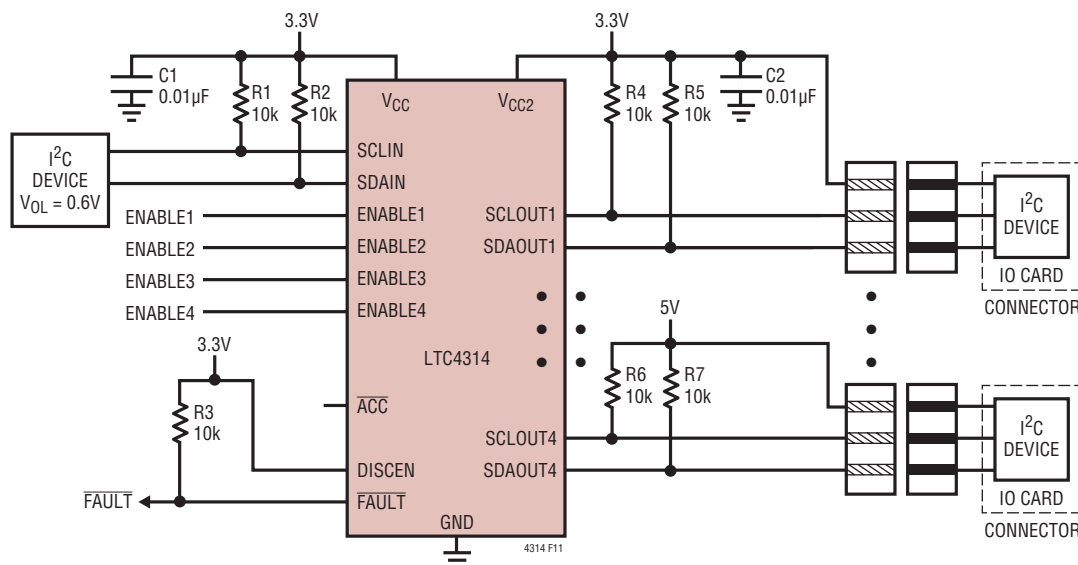 3.3V
3.3V
C1
0.01µF
R1
10k
R2
10k
VCC
VCC2
R4
10k
R5
10k
C2
0.01µF
I2C
DEVICE
VOL = 0.6V
SCLIN
SDAIN
ENABLE1
ENABLE1
ENABLE2
ENABLE2
ENABLE3
ENABLE3
ENABLE4
ENABLE4
SCLOUT1
SDAOUT1
I2C
DEVICE
IO CARD
CONNECTOR
3.3V
LTC4314
5V
R3
10k
ACC
R6
10k
R7
10k
DISCEN
FAULT
FAULT
GND
SCLOUT4
SDAOUT4
I2C
DEVICE
IO CARD
CONNECTOR
4314 F11